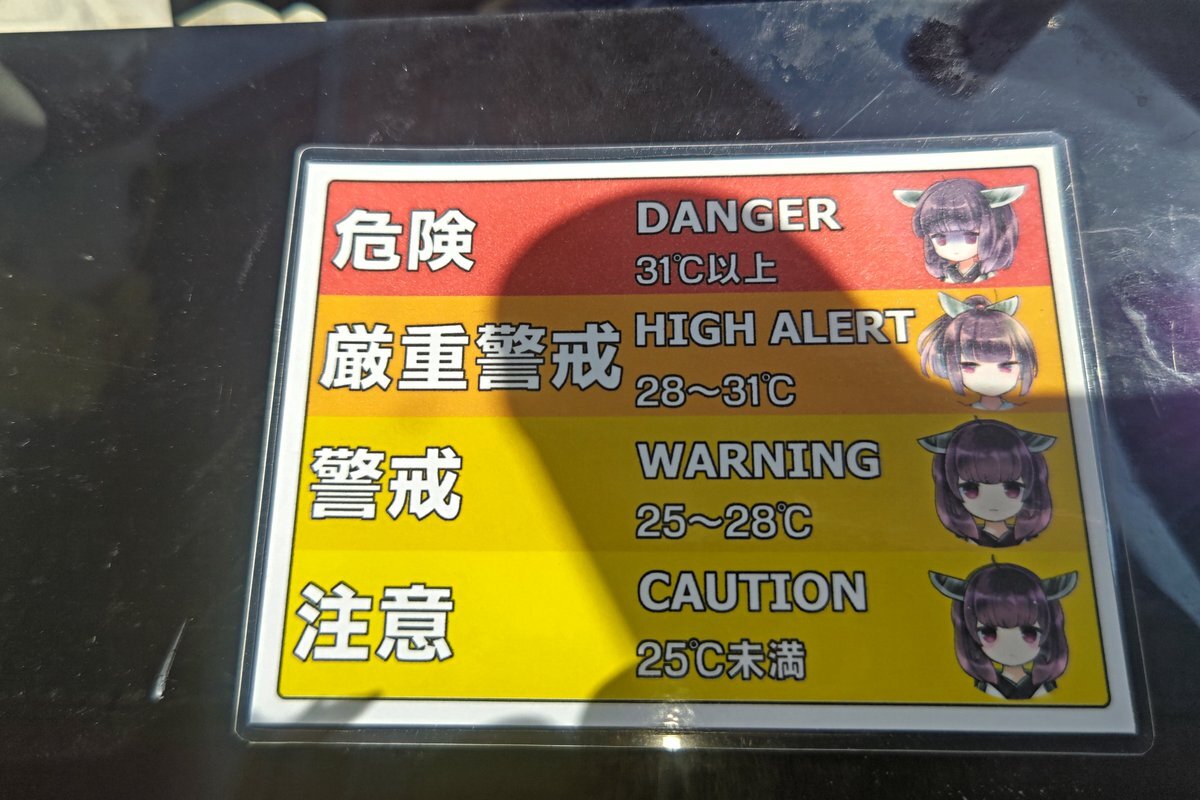 危険
DANGER
31℃以上
厳重警戒
HIGH ALERT
28～31℃
警戒
WARNING
25～28℃
注意
CAUTION
25℃未満